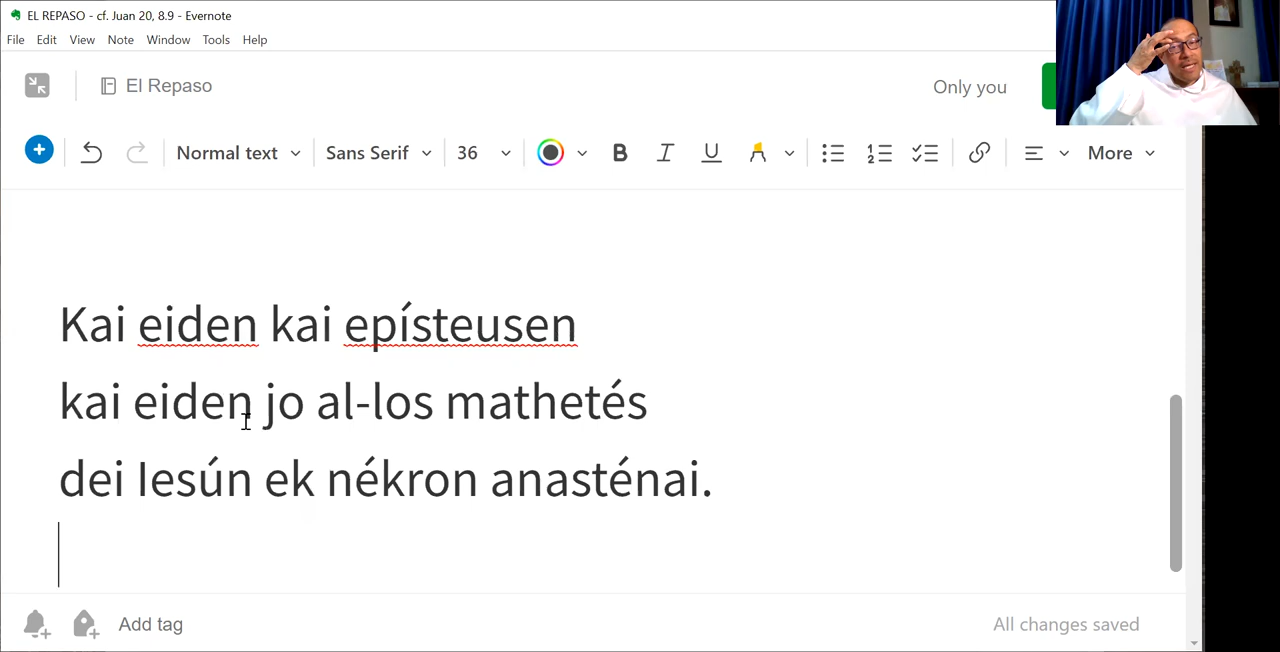 EL REPASO - cf. Juan 20, 8.9 - Evernote
File Edit View Note Window Tools Help
El Repaso
Only you
Normal text Sans Serif 36 B I U More
Kai eiden kai epísteusen
kai eiden jo al-los mathetés
dei Iesún ek nékron anasténai.
Add tag
All changes saved